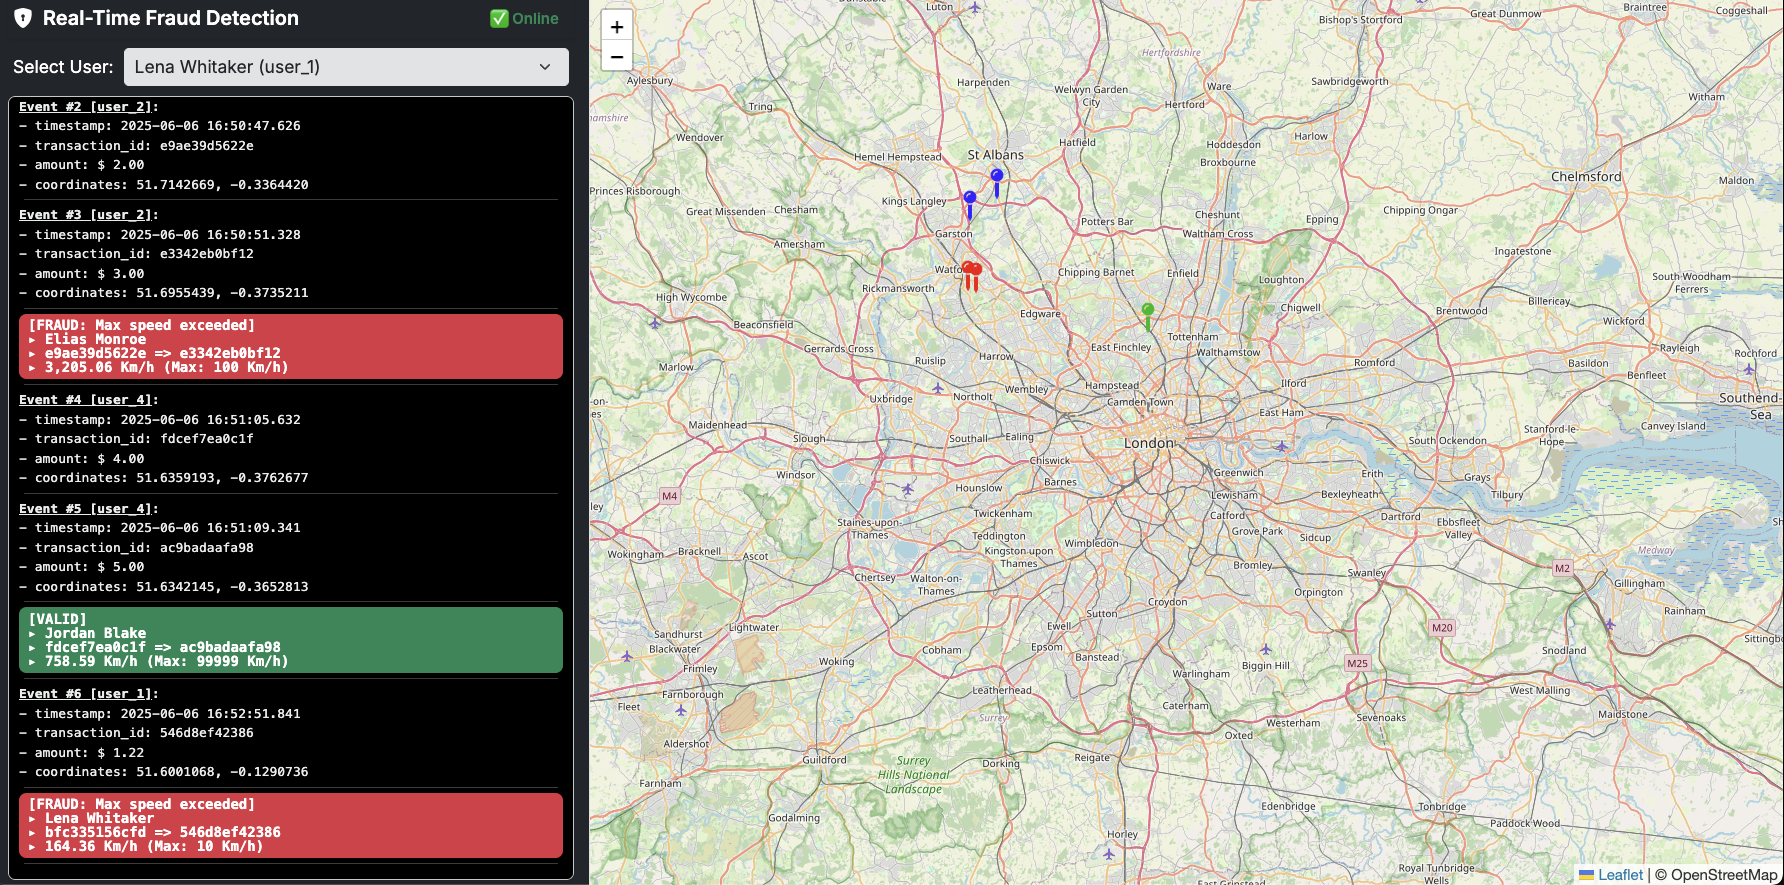 Real-Time Fraud Detection
✅ Online
Select User: Lena Whitaker (user_1)
Event #2 [user_2]:
- timestamp: 2025-06-06 16:50:47.626
- transaction_id: e9ae39d5622e
- amount: $ 2.00
- coordinates: 51.7142669, -0.3364420
Event #3 [user_2]:
- timestamp: 2025-06-06 16:50:51.328
- transaction_id: e3342eb0bf12
- amount: $ 3.00
- coordinates: 51.6955439, -0.3735211
[FRAUD: Max speed exceeded]
▸ Elias Monroe
▸ e9ae39d5622e => e3342eb0bf12
▸ 3,205.06 Km/h (Max: 100 Km/h)
Event #4 [user_4]:
- timestamp: 2025-06-06 16:51:05.632
- transaction_id: fdcef7ea0c1f
- amount: $ 4.00
- coordinates: 51.6359193, -0.3762677
Event #5 [user_4]:
- timestamp: 2025-06-06 16:51:09.341
- transaction_id: ac9badaafa98
- amount: $ 5.00
- coordinates: 51.6342145, -0.3652813
[VALID]
▸ Jordan Blake
▸ fdcef7ea0c1f => ac9badaafa98
▸ 758.59 Km/h (Max: 99999 Km/h)
Event #6 [user_1]:
- timestamp: 2025-06-06 16:52:51.841
- transaction_id: 546d8ef42386
- amount: $ 1.22
- coordinates: 51.6001068, -0.1290736
[FRAUD: Max speed exceeded]
▸ Lena Whitaker
▸ bfc335156cfd => 546d8ef42386
▸ 164.36 Km/h (Max: 10 Km/h)
+
−
Luton
Bishop's Stortford
Great Dunmow
Braintree
Coggeshall
Hertfordshire
Aylesbury
Harpenden
Welwyn Garden City
Ware
Hertford
Sawbridgeworth
Witham
Tring
Wendover
Hatfield
Harlow
Hoddesdon
Broxbourne
Hemel Hempstead
St Albans
Chelmsford
Maldon
Princes Risborough
Kings Langley
Great Missenden
Chesham
Potters Bar
Cheshunt
Epping
Chipping Ongar
Waltham Cross
Garston
Amersham
Ingatestone
Watford
Chipping Barnet
Enfield
Loughton
South Woodham Ferrers
Rickmansworth
High Wycombe
Chigwell
Billericay
Brentwood
Wickford
Edgware
Beaconsfield
Tottenham
Rayleigh
Rochford
Gerrards Cross
Ruislip
Harrow
East Finchley
Walthamstow
Romford
Basildon
Benfleet
Marlow
Wembley
Hampstead
Ilford
Uxbridge
Northolt
Camden Town
East Ham
Southend-
Sea
Maidenhead
Slough
Southall
Ealing
London
South Ockendon
Stanford-le
Hope
Canvey Island
Windsor
Chiswick
Barnes
Greenwich
Erith
Grays
Tilbury
M4
Hounslow
Lewisham
Bexleyheath
Twickenham
Catford
Dartford
Ebbsfleet Valley
Staines-upon-
Thames
Teddington
Grove Park
Sidcup
Wokingham
Bracknell
Ascot
Kingston-upon-
Thames
Wimbledon
Medway
Chertsey
Walton-on-
Thames
Bromley
Swanley
M2
Gillingham
Croydon
Orpington
Rainham
Sutton
Lightwater
Sandhurst
Blackwater
Ewell
M20
Sittingbo
Cobham
Epsom
Banstead
Snodland
Frimley
Woking
M25
Biggin Hill
Warlingham
Farnborough
Leatherhead
West Malling
Fleet
Surrey
Caterham
Westerham
Sevenoaks
Maidstone
Aldershot
Oxted
Guildford
Surrey
Hills National
Landscape
Dorking
Reigate
Farnham
Edenbridge
Tonbridge
Godalming
Paddock Wood
Horley
Royal Tunbridge
Wells
East Grinstead
Leaflet | © OpenStreetMap